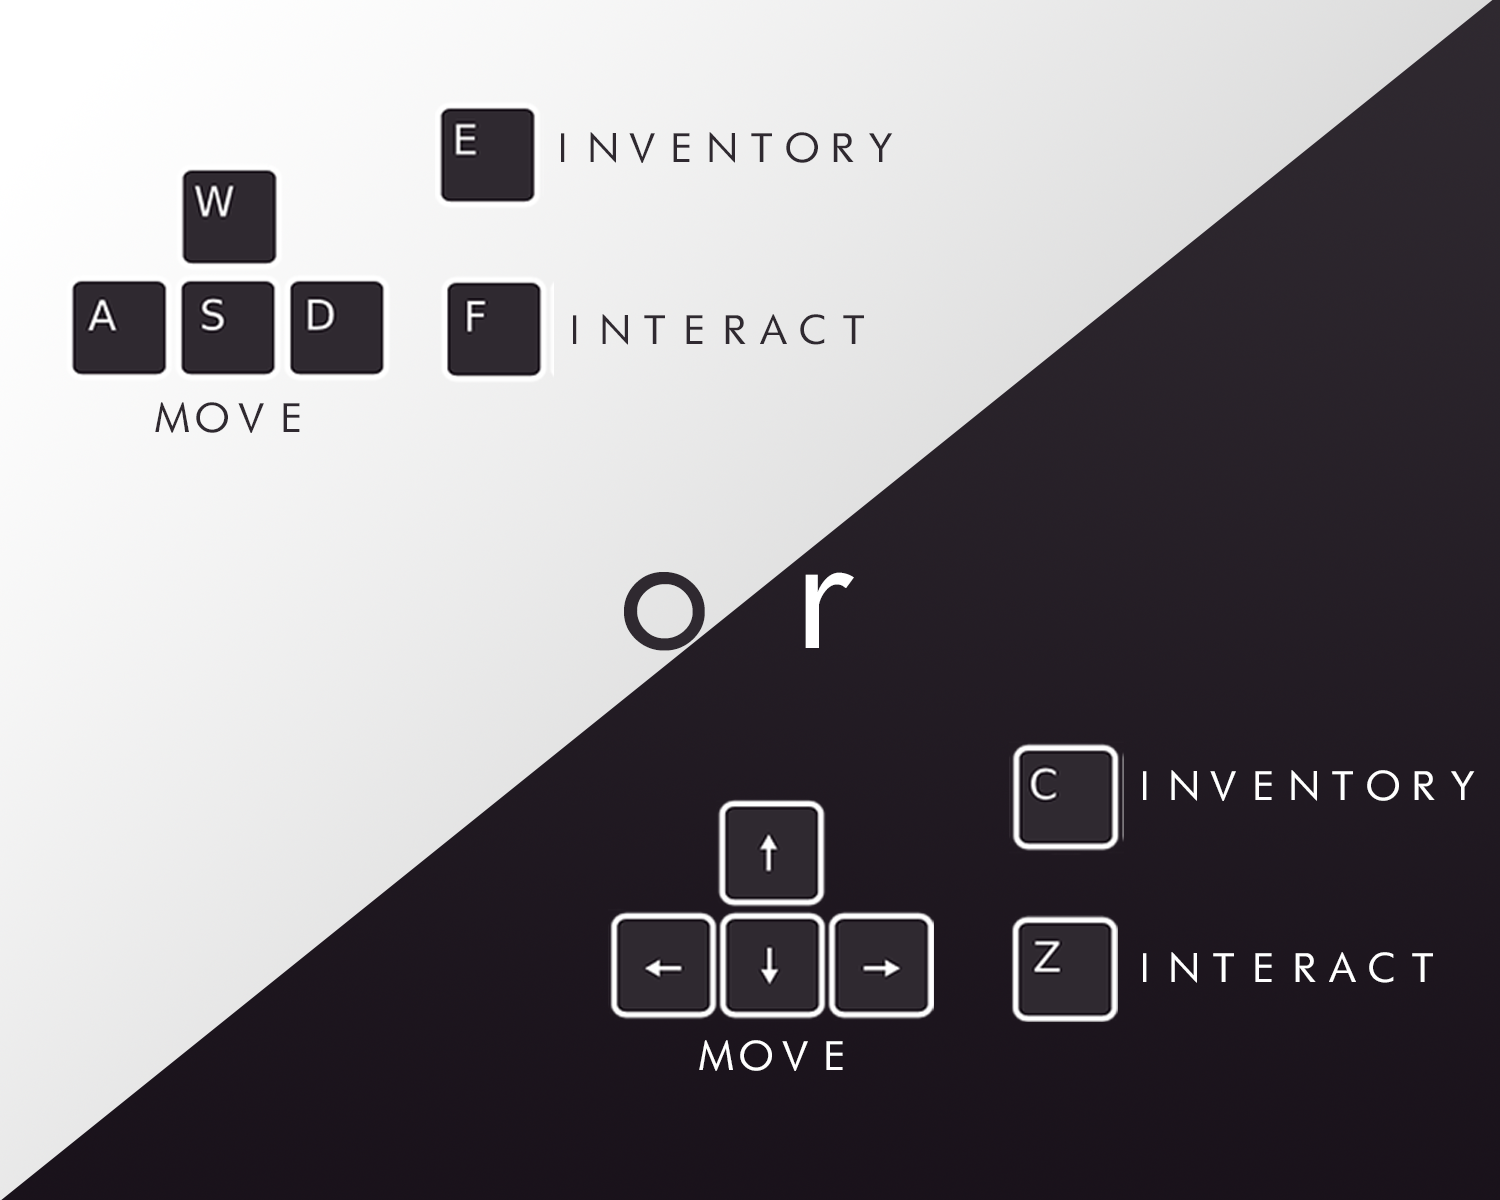 E INVENTORY
W
A S D
F INTERACT
MOVE
or
C INVENTORY
↑
← ↓ →
Z INTERACT
MOVE